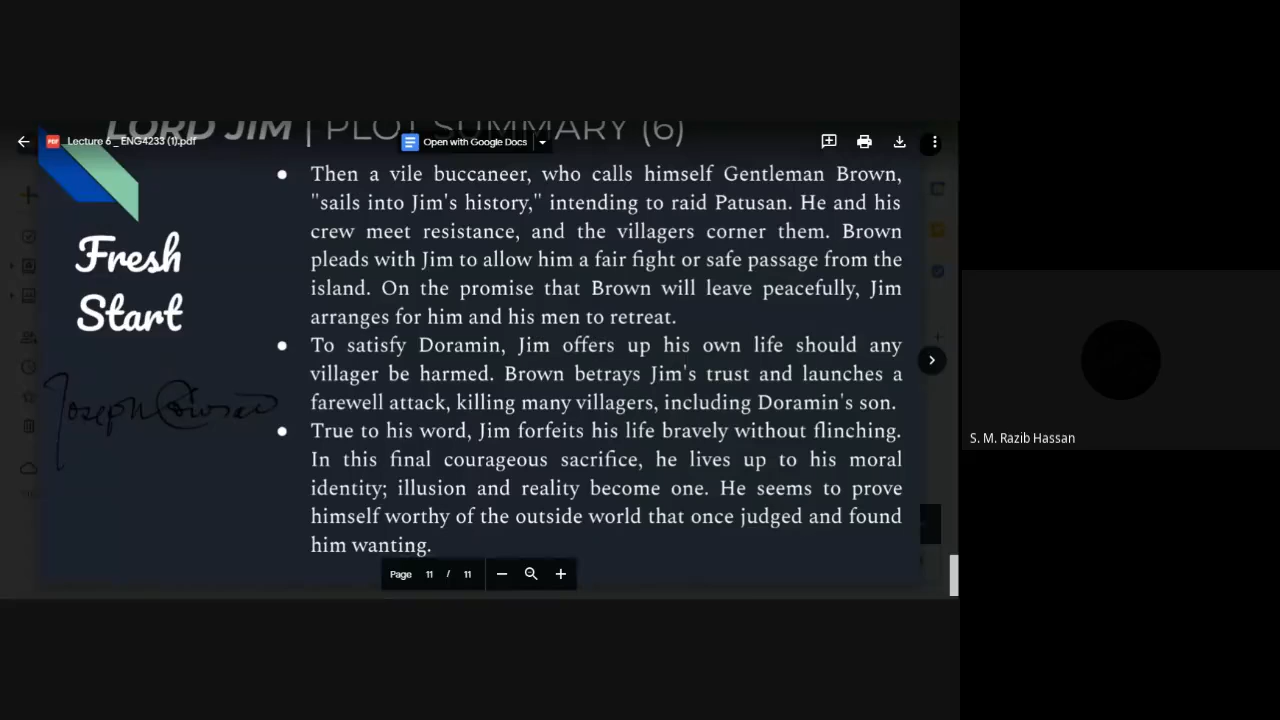 LORD JIM | PLOT SUMMARY (6)
Lecture 6 _ ENG4233 (1).pdf
Open with Google Docs
Fresh
Start
Joseph Conrad
● Then a vile buccaneer, who calls himself Gentleman Brown,
"sails into Jim's history," intending to raid Patusan. He and his
crew meet resistance, and the villagers corner them. Brown
pleads with Jim to allow him a fair fight or safe passage from the
island. On the promise that Brown will leave peacefully, Jim
arranges for him and his men to retreat.
● To satisfy Doramin, Jim offers up his own life should any
villager be harmed. Brown betrays Jim's trust and launches a
farewell attack, killing many villagers, including Doramin's son.
● True to his word, Jim forfeits his life bravely without flinching.
In this final courageous sacrifice, he lives up to his moral
identity; illusion and reality become one. He seems to prove
himself worthy of the outside world that once judged and found
him wanting.
Page 11 / 11
S. M. Razib Hassan